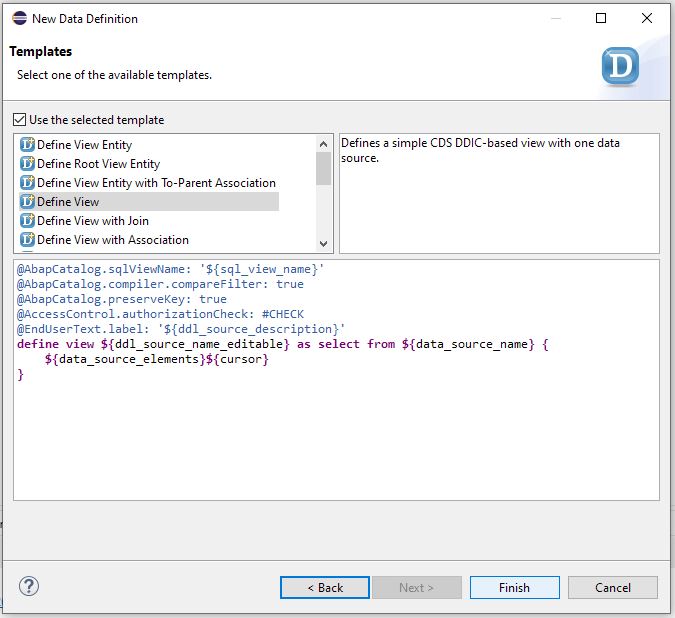 New Data Definition
Templates
Select one of the available templates.
D
Use the selected template
Define View Entity
Define Root View Entity
Define View Entity with To-Parent Association
Define View
Define View with Join
Define View with Association
Defines a simple CDS DDIC-based view with one data
source.
@AbapCatalog.sqlViewName: '${sql_view_name}'
@AbapCatalog.compiler.compareFilter: true
@AbapCatalog.preserveKey: true
@AccessControl.authorizationCheck: #CHECK
@EndUserText.label: '${ddl_source_description}'
define view ${ddl_source_name_editable} as select from ${data_source_name} {
    ${data_source_elements}${cursor}
}
?
< Back
Next >
Finish
Cancel